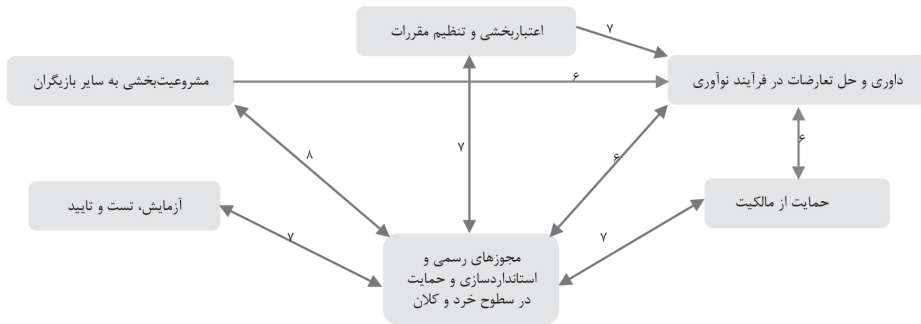 اعتباربخشی و تنظیم مقررات
۷
مشروعیت‌بخشی به سایر بازیگران
۶
داوری و حل تعارضات در فرآیند نوآوری
۸
۷
۶
۶
آزمایش، تست و تایید
حمایت از مالکیت
۷
۷
مجوزهای رسمی و
استانداردسازی و حمایت
در سطوح خرد و کلان